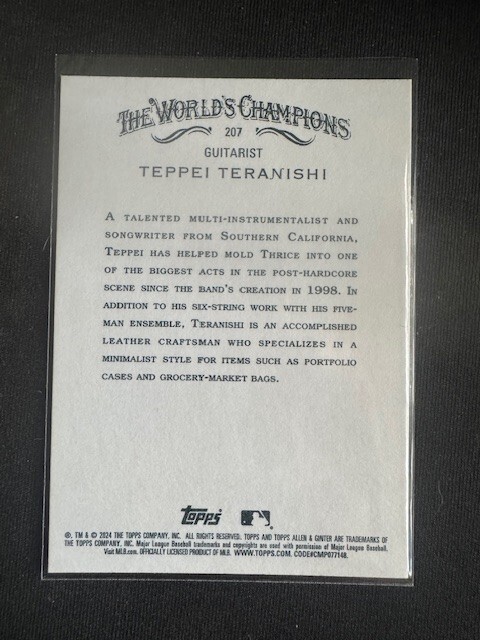 THE WORLD'S CHAMPIONS
207
GUITARIST
TEPPEI TERANISHI
A TALENTED MULTI-INSTRUMENTALIST AND
SONGWRITER FROM SOUTHERN CALIFORNIA,
TEPPEI HAS HELPED MOLD THRICE INTO ONE
OF THE BIGGEST ACTS IN THE POST-HARDCORE
SCENE SINCE THE BAND'S CREATION IN 1998. IN
ADDITION TO HIS SIX-STRING WORK WITH HIS FIVE-
MAN ENSEMBLE, TERANISHI IS AN ACCOMPLISHED
LEATHER CRAFTSMAN WHO SPECIALIZES IN A
MINIMALIST STYLE FOR ITEMS SUCH AS PORTFOLIO
CASES AND GROCERY-MARKET BAGS.
Topps
®, TM & © 2024 THE TOPPS COMPANY, INC. ALL RIGHTS RESERVED. TOPPS AND TOPPS ALLEN & GINTER ARE TRADEMARKS OF
THE TOPPS COMPANY, INC. Major League Baseball trademarks and copyrights are used with permission of Major League Baseball.
Visit MLB.com. OFFICIALLY LICENSED PRODUCT OF MLB. WWW.TOPPS.COM. CODE#CMP077148.